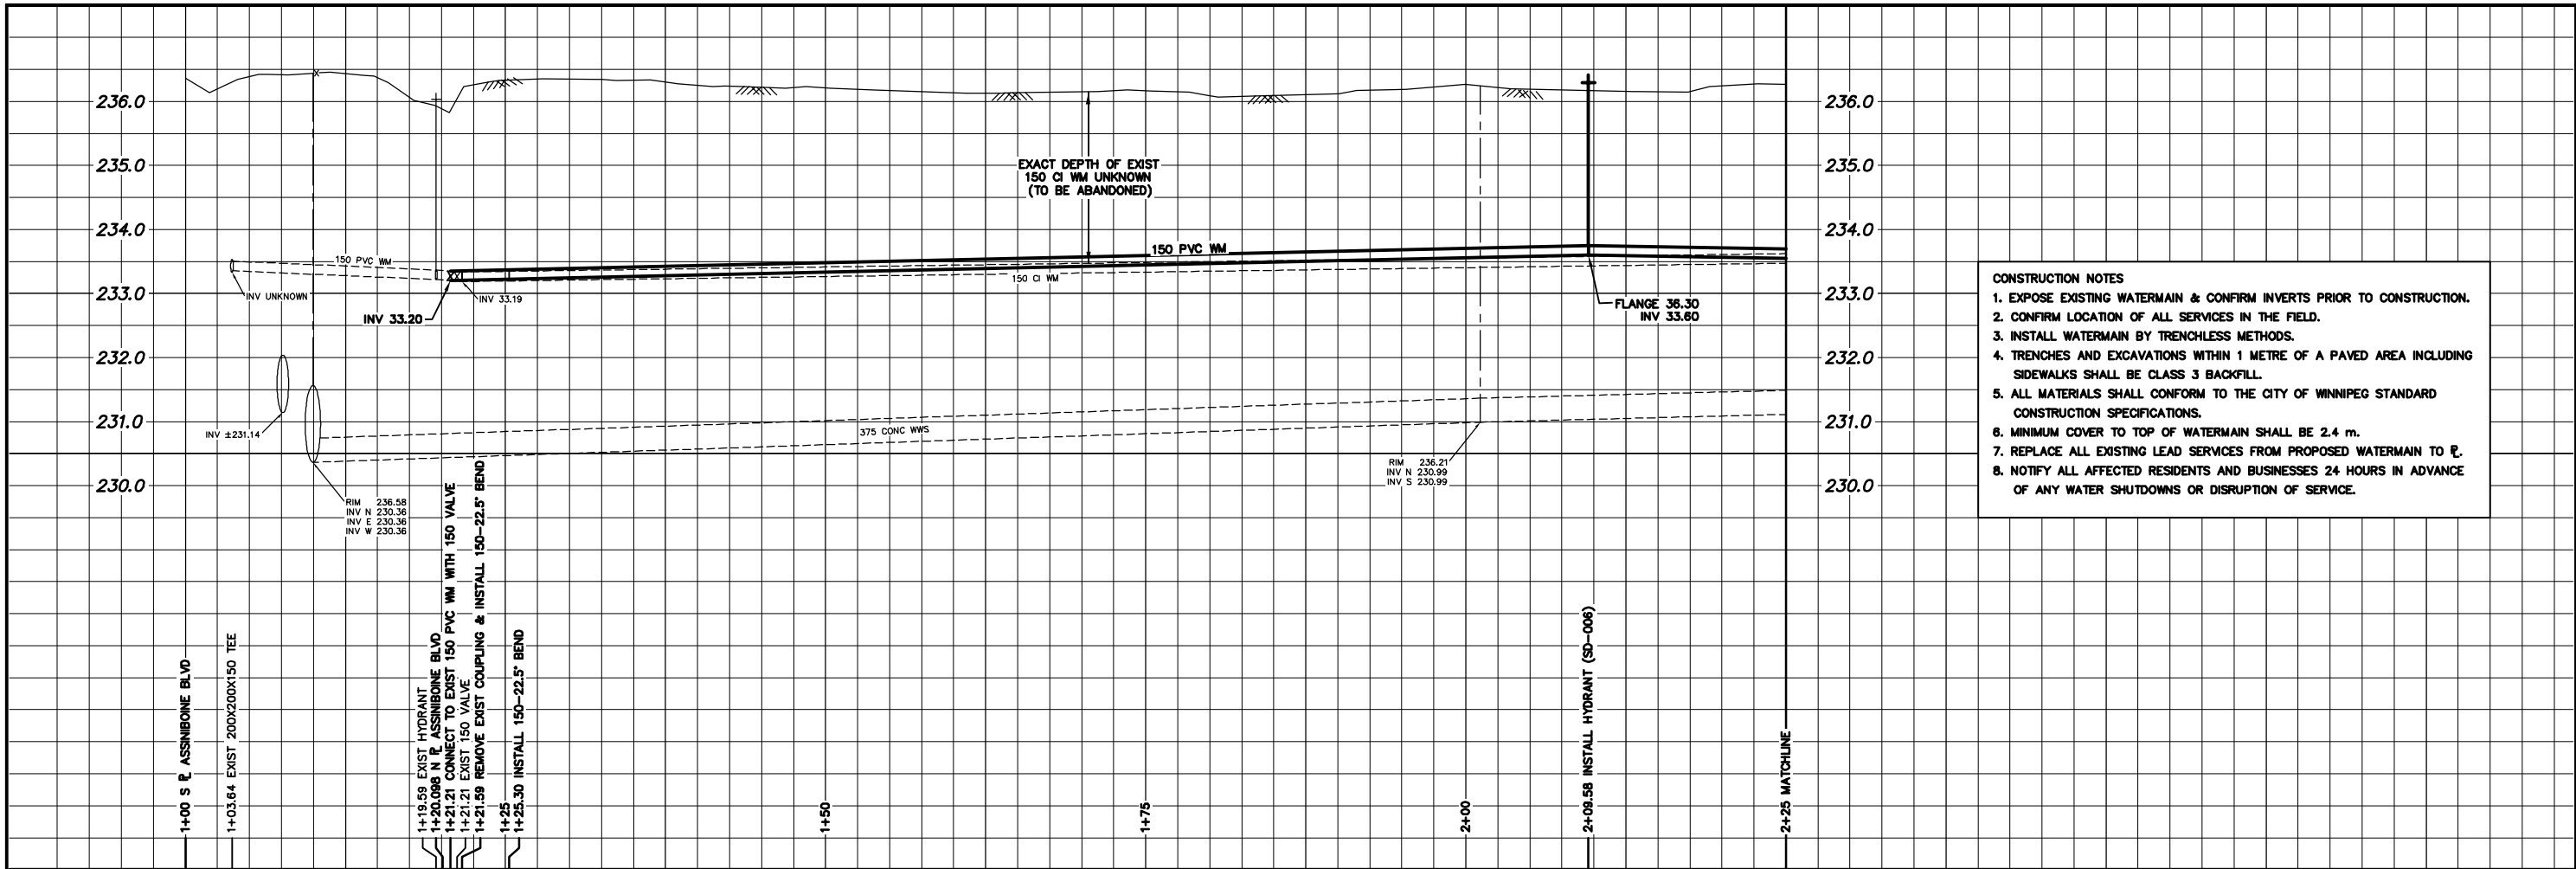 236.0
235.0
234.0
233.0
232.0
231.0
230.0
150 PVC WM
INV UNKNOWN
INV 33.20
INV 33.19
INV ±231.14
RIM 236.58
INV N 230.36
INV E 230.36
INV W 230.36
EXACT DEPTH OF EXIST
150 CI WM UNKNOWN
(TO BE ABANDONED)
150 PVC WM
150 CI WM
375 CONC WWS
RIM 236.21
INV N 230.99
INV S 230.99
FLANGE 36.30
INV 33.60
236.0
235.0
234.0
233.0
232.0
231.0
230.0
1+00 S PL ASSINIBOINE BLVD
1+03.64 EXIST 200X200X150 TEE
1+19.59 EXIST HYDRANT
1+20.098 N PL ASSINIBOINE BLVD
1+21.21 CONNECT TO EXIST 150 PVC WM WITH 150 VALVE
1+21.21 EXIST 150 VALVE
1+21.59 REMOVE EXIST COUPLING & INSTALL 150-22.5° BEND
1+25
1+25.30 INSTALL 150-22.5° BEND
1+50
1+75
2+00
2+09.58 INSTALL HYDRANT (SD-006)
2+25 MATCHLINE
CONSTRUCTION NOTES
1. EXPOSE EXISTING WATERMAIN & CONFIRM INVERTS PRIOR TO CONSTRUCTION.
2. CONFIRM LOCATION OF ALL SERVICES IN THE FIELD.
3. INSTALL WATERMAIN BY TRENCHLESS METHODS.
4. TRENCHES AND EXCAVATIONS WITHIN 1 METRE OF A PAVED AREA INCLUDING
SIDEWALKS SHALL BE CLASS 3 BACKFILL.
5. ALL MATERIALS SHALL CONFORM TO THE CITY OF WINNIPEG STANDARD
CONSTRUCTION SPECIFICATIONS.
6. MINIMUM COVER TO TOP OF WATERMAIN SHALL BE 2.4 m.
7. REPLACE ALL EXISTING LEAD SERVICES FROM PROPOSED WATERMAIN TO PL.
8. NOTIFY ALL AFFECTED RESIDENTS AND BUSINESSES 24 HOURS IN ADVANCE
OF ANY WATER SHUTDOWNS OR DISRUPTION OF SERVICE.